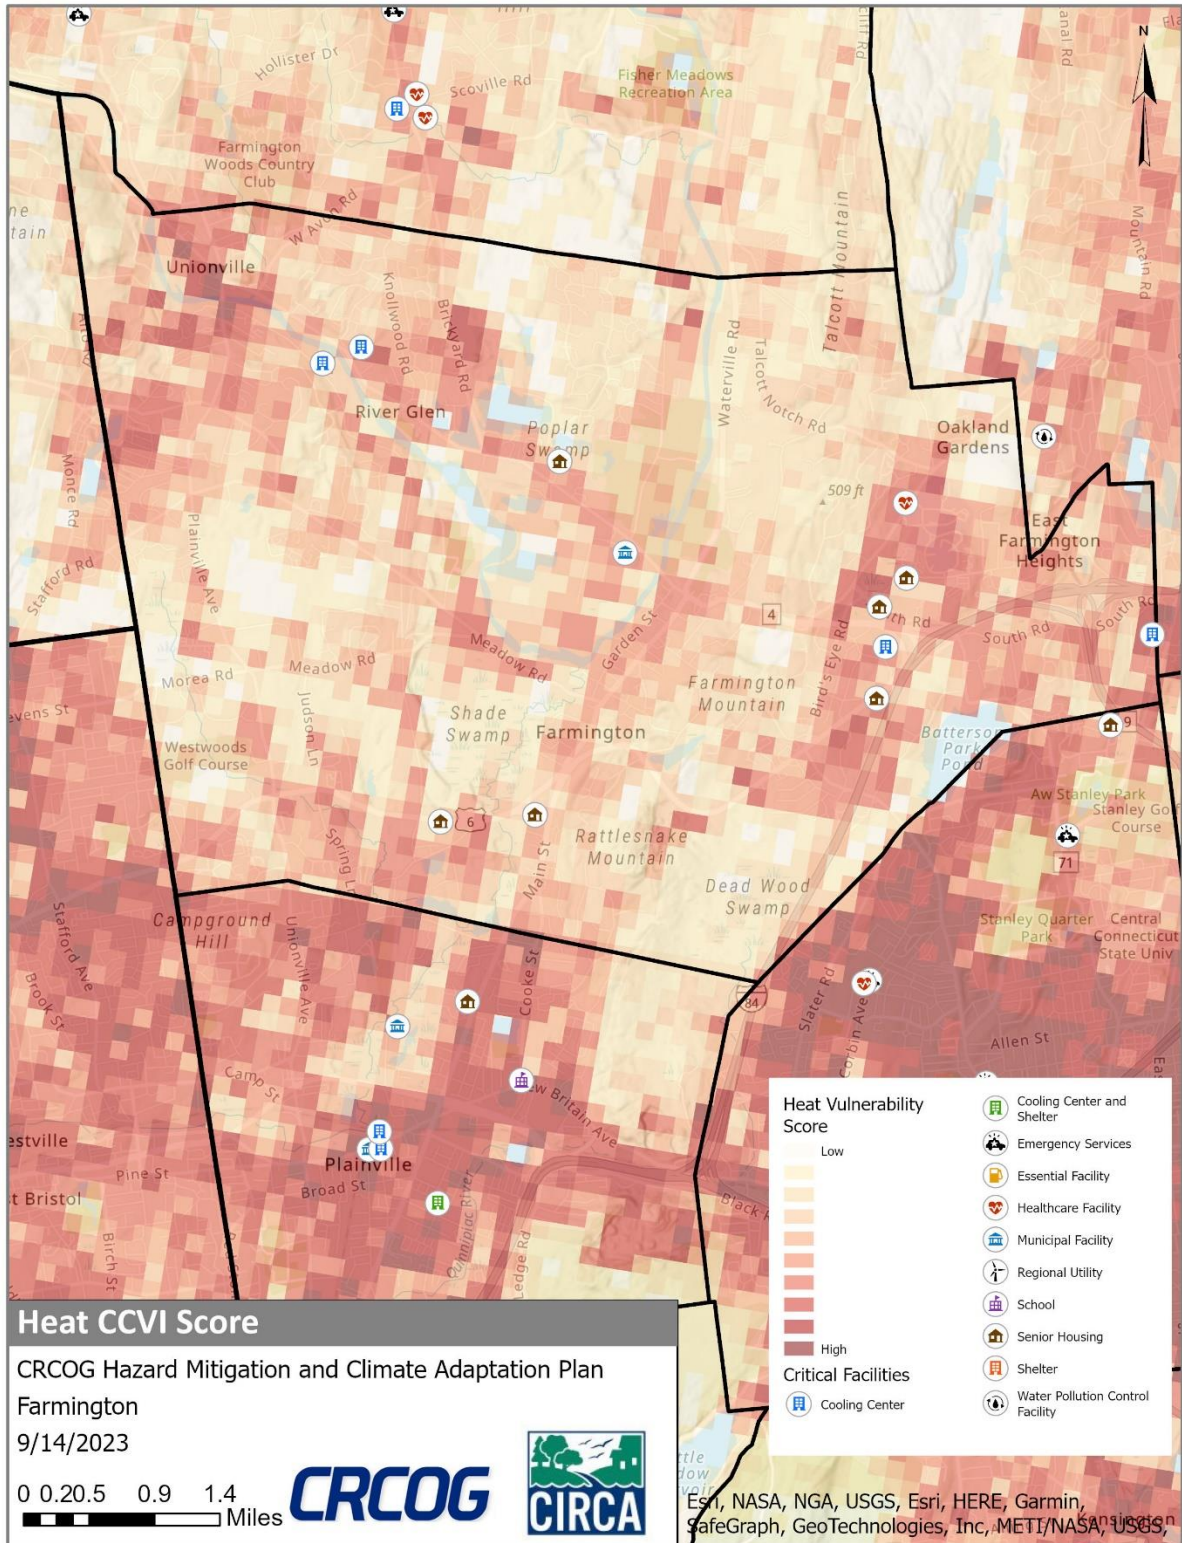 N
Hollister Dr
Scoville Rd
Fisher Meadows
Recreation Area
Farmington
Woods Country
Club
W Avon Rd
Talcott Mountain
Mountain Rd
Unionville
Knollwood Rd
Brickyard Rd
Waterville Rd
Talcott Notch Rd
River Glen
Poplar
Swamp
Oakland
Gardens
Monce Rd
509 ft
East
Farmington
Heights
Plainville Ave
Stafford Rd
4
Bird's Eye Rd
South Rd
South Rd
Garden St
Meadow Rd
Meadow Rd
Morea Rd
Judson Ln
Shade
Swamp
Farmington
Farmington
Mountain
Batterson
Park
Pond
9
Westwoods
Golf Course
Aw Stanley Park
Stanley Golf
Course
6
Spring Ln
Main St
Rattlesnake
Mountain
71
Dead Wood
Swamp
Stafford Ave
Campground
Hill
Unionville Ave
Cooke St
Stanley Quarter
Park
Central
Connecticut
State Univ
Brook St
84
Slater Rd
Corbin Ave
Allen St
Camp St
New Britain Ave
Plainville
Pine St
Broad St
Birch St
Quinnipiac River
Ledge Rd
Heat Vulnerability
Score
Low
High
Critical Facilities
Cooling Center
Cooling Center and
Shelter
Emergency Services
Essential Facility
Healthcare Facility
Municipal Facility
Regional Utility
School
Senior Housing
Shelter
Water Pollution Control
Facility
Heat CCVI Score
CRCOG Hazard Mitigation and Climate Adaptation Plan
Farmington
9/14/2023
0 0.20.5 0.9 1.4
Miles
CRCOG
CIRCA
Kensington
Esri, NASA, NGA, USGS, Esri, HERE, Garmin,
SafeGraph, GeoTechnologies, Inc, METI/NASA, USGS,